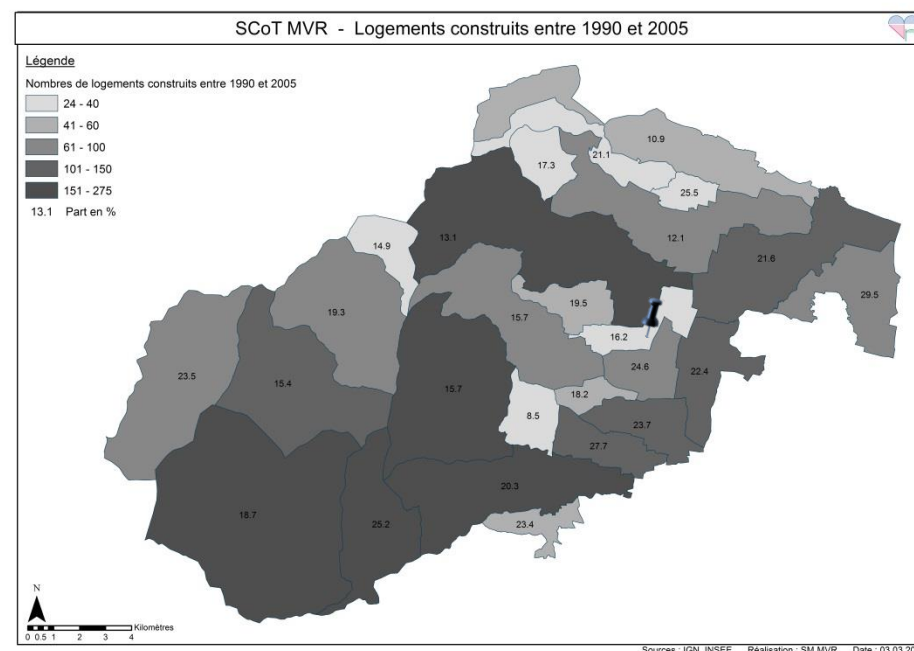 SCoT MVR - Logements construits entre 1990 et 2005
Légende
Nombres de logements construits entre 1990 et 2005
24 - 40
41 - 60
61 - 100
101 - 150
151 - 275
13.1 Part en %
10.9
21.1
17.3
25.5
13.1
12.1
14.9
21.6
29.5
19.3
19.5
15.7
16.2
23.5
15.4
24.6
22.4
15.7
18.2
8.5
23.7
27.7
20.3
18.7
25.2
23.4
N
0 0.5 1 2 3 4 Kilomètres
Sources : IGN, INSEE Réalisation : SM MVR Date : 03.03.20